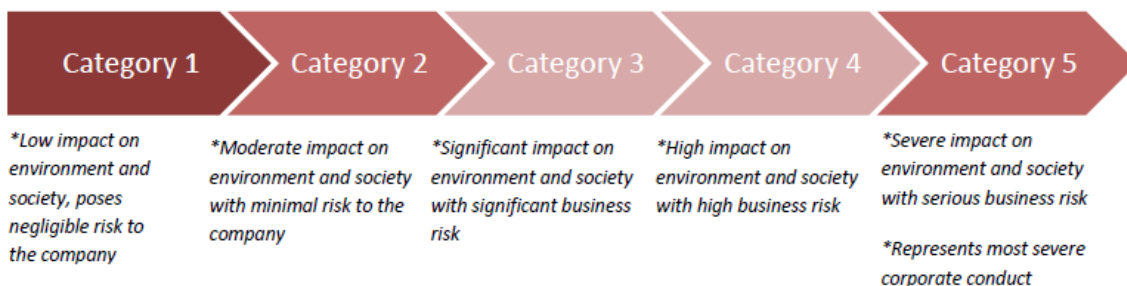 Category 1
Category 2
Category 3
Category 4
Category 5
*Low impact on
environment and
society, poses
negligible risk to
the company
*Moderate impact on
environment and society
with minimal risk to the
company
*Significant impact on
environment and society
with significant business
risk
*High impact on
environment and society
with high business risk
*Severe impact on
environment and society
with serious business risk
*Represents most severe
corporate conduct